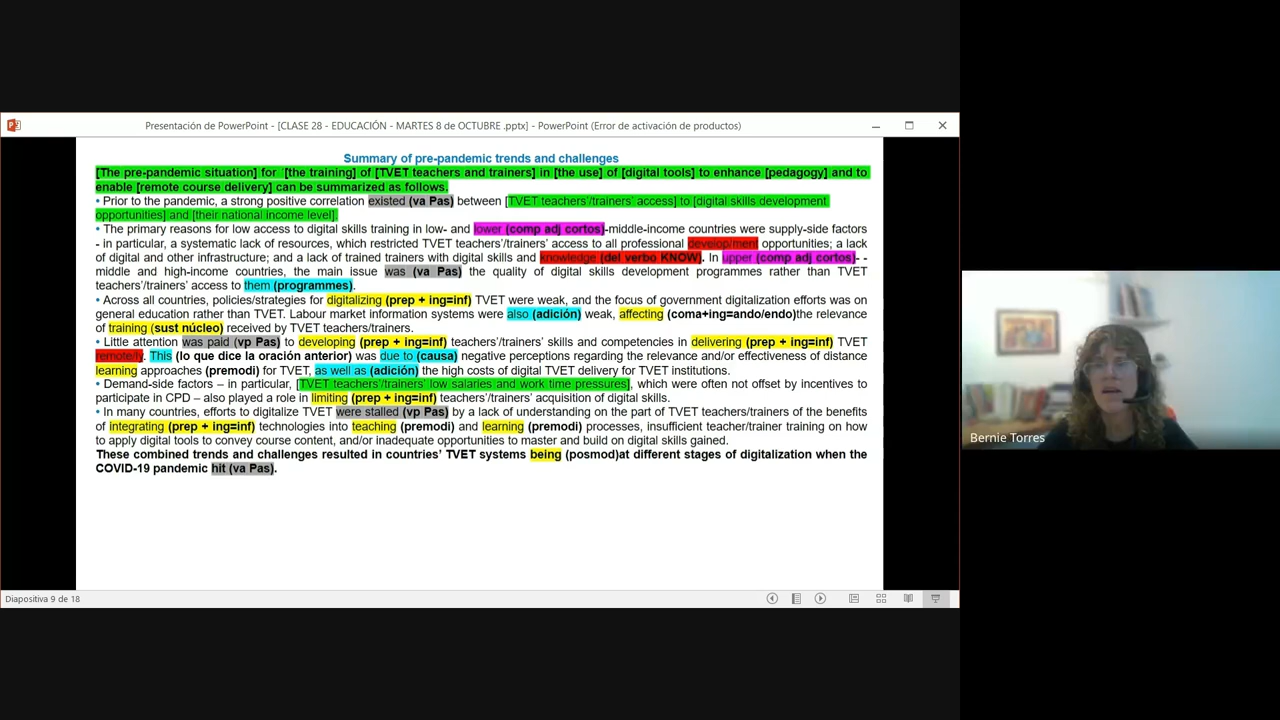 Presentación de PowerPoint - [CLASE 28 - EDUCACIÓN - MARTES 8 de OCTUBRE .pptx] - PowerPoint (Error de activación de productos)
Summary of pre-pandemic trends and challenges
[The pre-pandemic situation] for [the training] of [TVET teachers and trainers] in [the use] of [digital tools] to enhance [pedagogy] and to
enable [remote course delivery] can be summarized as follows.
• Prior to the pandemic, a strong positive correlation existed (va Pas) between [TVET teachers'/trainers' access] to [digital skills development
opportunities] and [their national income level].
• The primary reasons for low access to digital skills training in low- and lower (comp adj cortos)-middle-income countries were supply-side factors
- in particular, a systematic lack of resources, which restricted TVET teachers'/trainers' access to all professional develop/ment opportunities; a lack
of digital and other infrastructure; and a lack of trained trainers with digital skills and knowledge (del verbo KNOW). In upper (comp adj cortos)- -
middle and high-income countries, the main issue was (va Pas) the quality of digital skills development programmes rather than TVET
teachers'/trainers' access to them (programmes).
• Across all countries, policies/strategies for digitalizing (prep + ing=inf) TVET were weak, and the focus of government digitalization efforts was on
general education rather than TVET. Labour market information systems were also (adición) weak, affecting (coma+ing=ando/endo)the relevance
of training (sust núcleo) received by TVET teachers/trainers.
• Little attention was paid (vp Pas) to developing (prep + ing=inf) teachers'/trainers' skills and competencies in delivering (prep + ing=inf) TVET
remote/ly. This (lo que dice la oración anterior) was due to (causa) negative perceptions regarding the relevance and/or effectiveness of distance
learning approaches (premodi) for TVET, as well as (adición) the high costs of digital TVET delivery for TVET institutions.
• Demand-side factors – in particular, [TVET teachers'/trainers' low salaries and work time pressures], which were often not offset by incentives to
participate in CPD – also played a role in limiting (prep + ing=inf) teachers'/trainers' acquisition of digital skills.
• In many countries, efforts to digitalize TVET were stalled (vp Pas) by a lack of understanding on the part of TVET teachers/trainers of the benefits
of integrating (prep + ing=inf) technologies into teaching (premodi) and learning (premodi) processes, insufficient teacher/trainer training on how
to apply digital tools to convey course content, and/or inadequate opportunities to master and build on digital skills gained.
These combined trends and challenges resulted in countries' TVET systems being (posmod)at different stages of digitalization when the
COVID-19 pandemic hit (va Pas).
Bernie Torres
Diapositiva 9 de 18